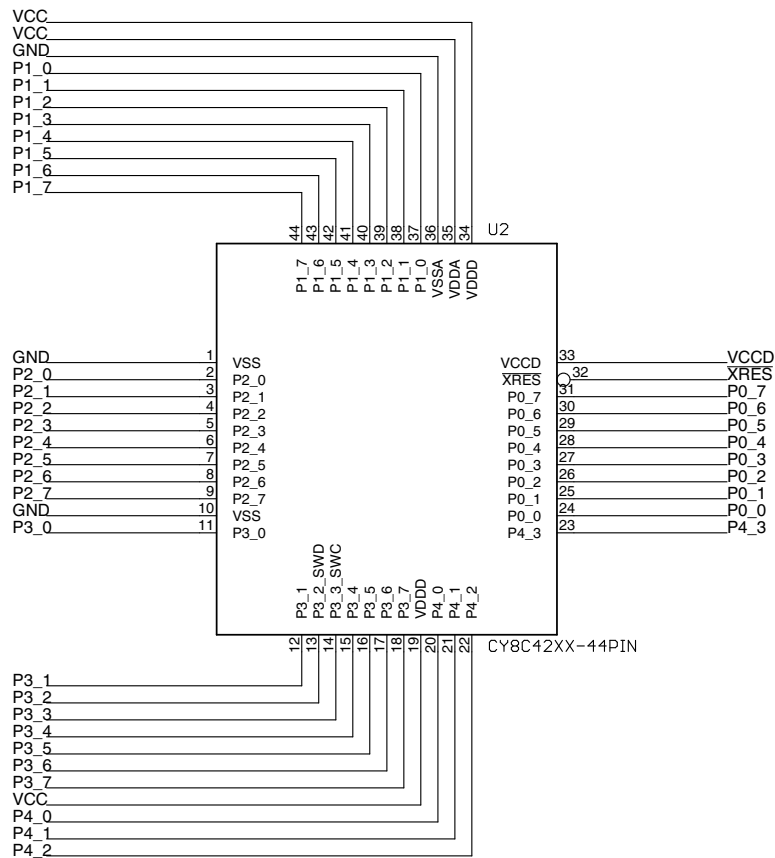 VCC
VCC
GND
P1_0
P1_1
P1_2
P1_3
P1_4
P1_5
P1_6
P1_7
44
43
42
41
40
39
38
37
36
35
34
U2
P1_7
P1_6
P1_5
P1_4
P1_3
P1_2
P1_1
P1_0
VSSA
VDDA
VDDD
GND 1 VSS
P2_0 2 P2_0
P2_1 3 P2_1
P2_2 4 P2_2
P2_3 5 P2_3
P2_4 6 P2_4
P2_5 7 P2_5
P2_6 8 P2_6
P2_7 9 P2_7
GND 10 VSS
P3_0 11 P3_0
VCCD 33 VCCD
XRES 32 XRES
P0_7 31 P0_7
P0_6 30 P0_6
P0_5 29 P0_5
P0_4 28 P0_4
P0_3 27 P0_3
P0_2 26 P0_2
P0_1 25 P0_1
P0_0 24 P0_0
P4_3 23 P4_3
P3_1
P3_2_SWD
P3_3_SWC
P3_4
P3_5
P3_6
P3_7
VDDD
P4_0
P4_1
P4_2
12
13
14
15
16
17
18
19
20
21
22
CY8C42XX-44PIN
P3_1
P3_2
P3_3
P3_4
P3_5
P3_6
P3_7
VCC
P4_0
P4_1
P4_2